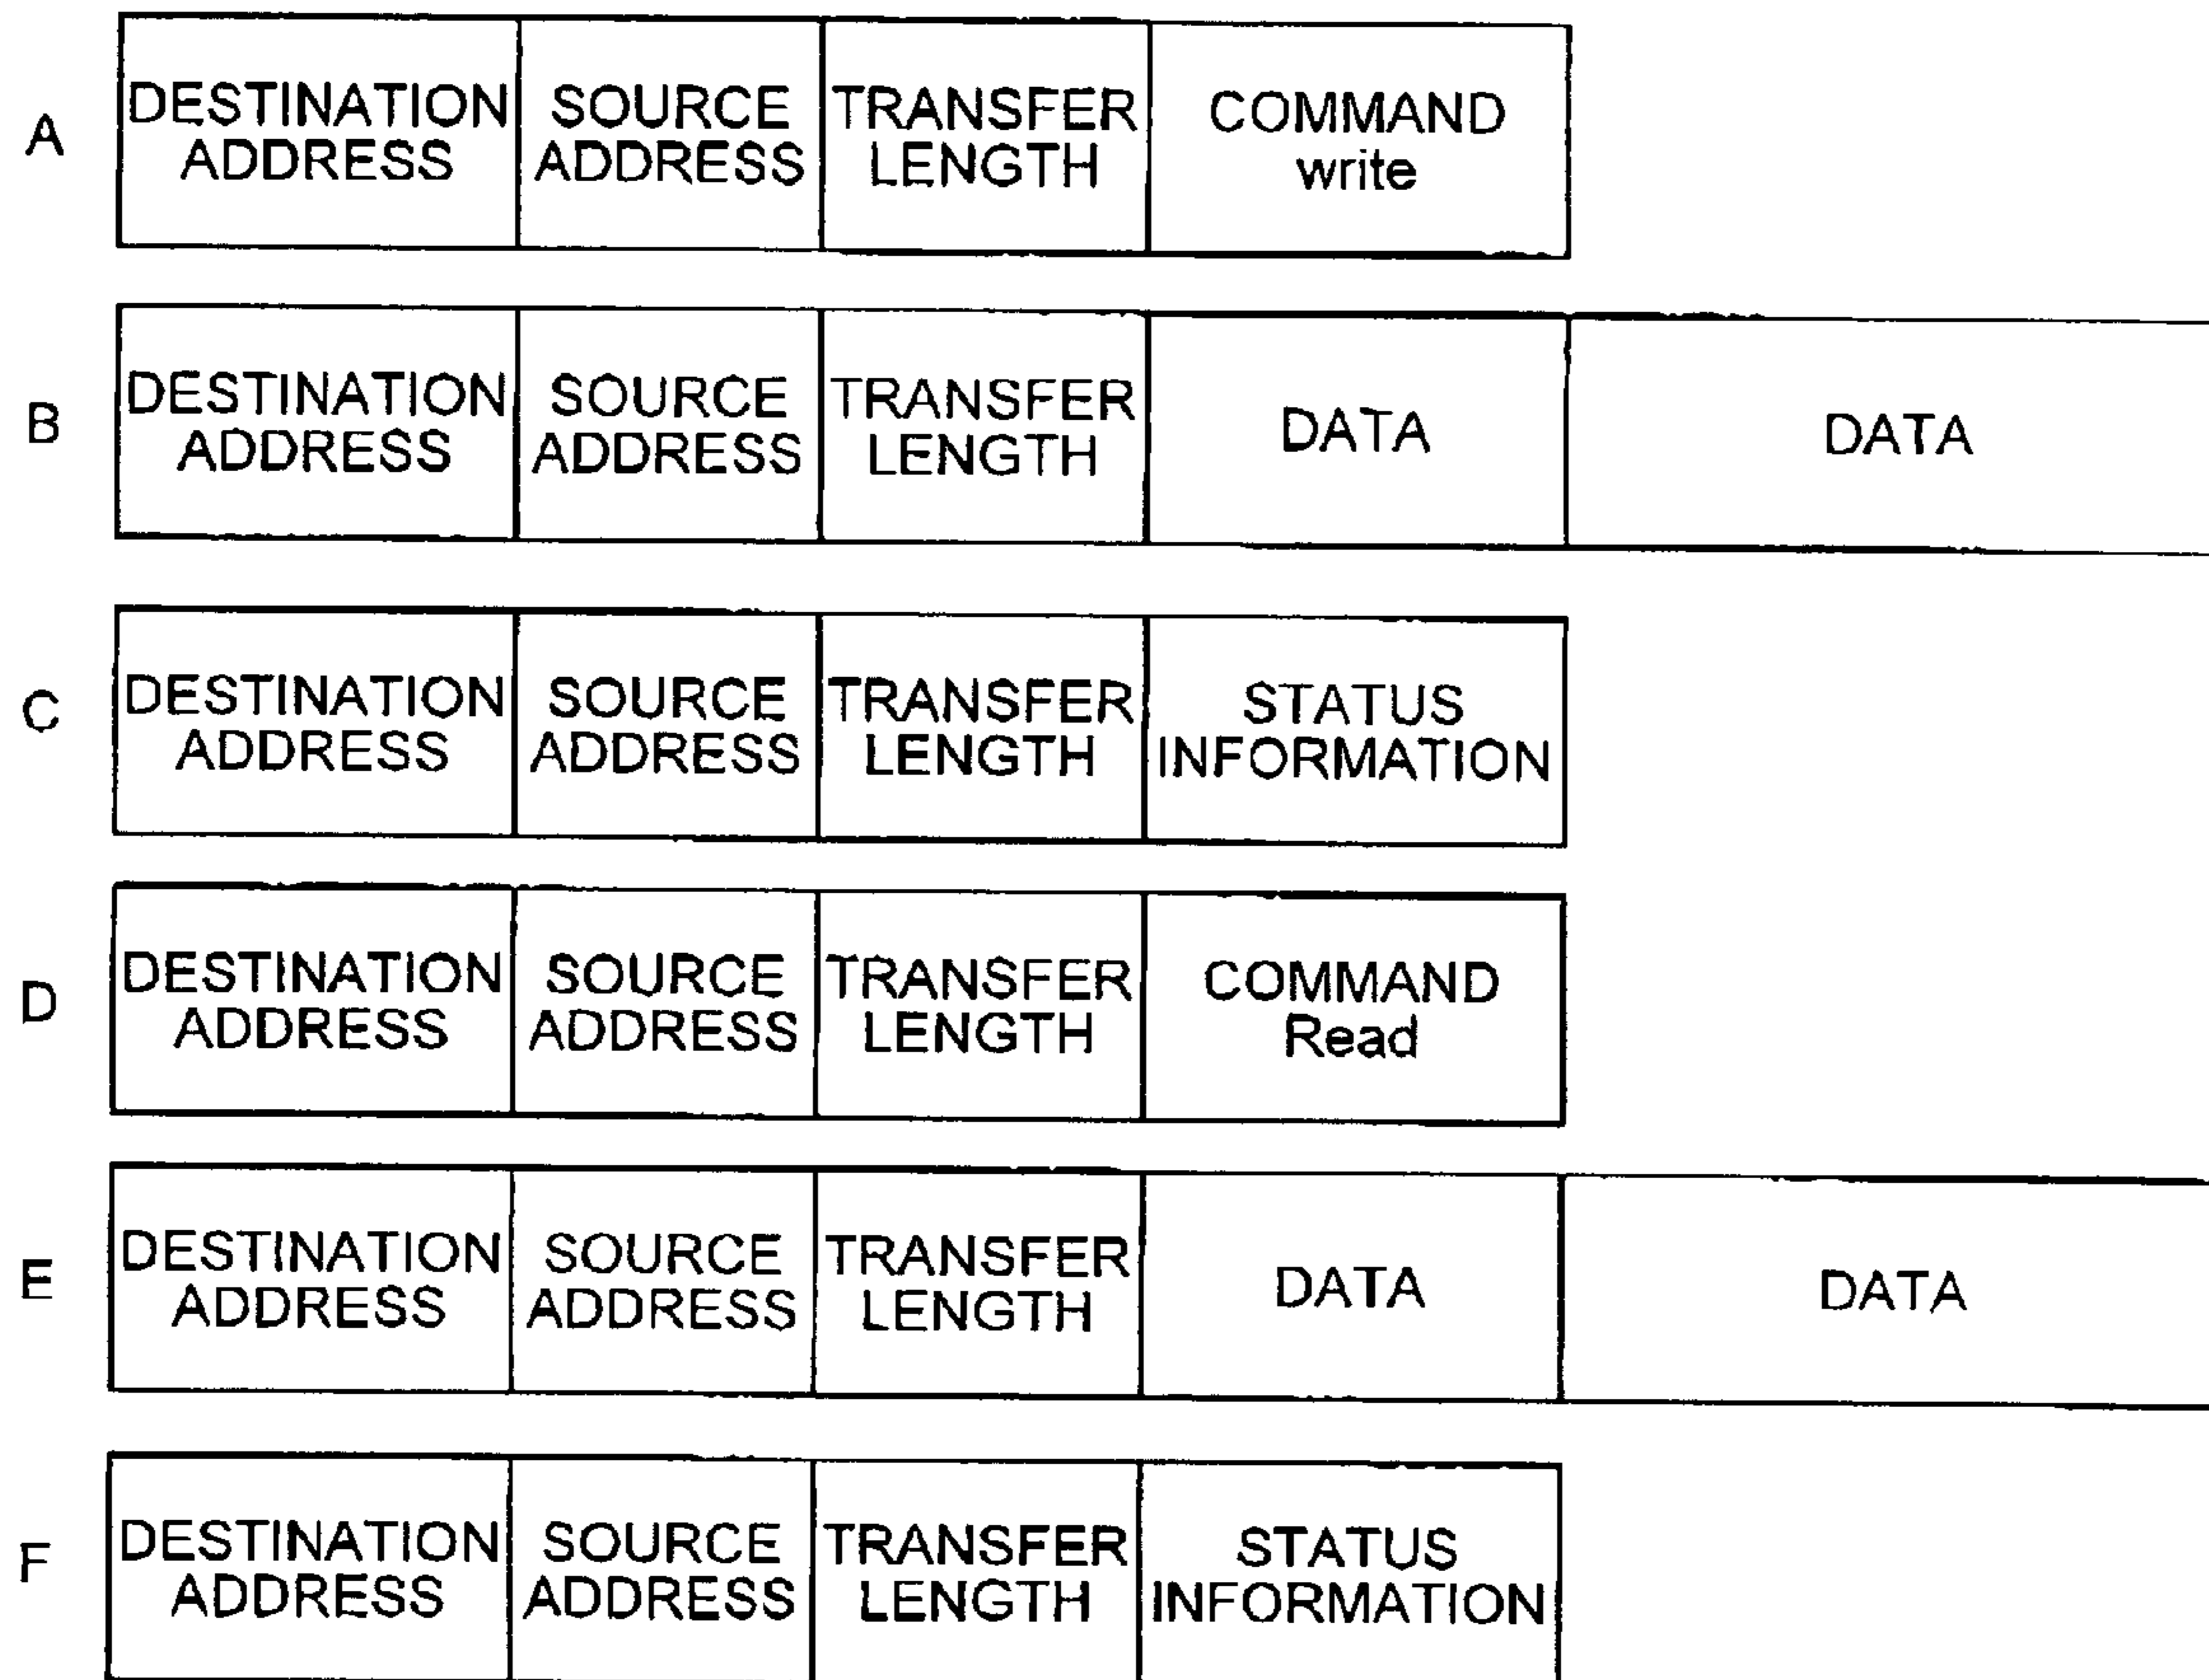 A
DESTINATION ADDRESS
SOURCE ADDRESS
TRANSFER LENGTH
COMMAND write
B
DESTINATION ADDRESS
SOURCE ADDRESS
TRANSFER LENGTH
DATA
DATA
C
DESTINATION ADDRESS
SOURCE ADDRESS
TRANSFER LENGTH
STATUS INFORMATION
D
DESTINATION ADDRESS
SOURCE ADDRESS
TRANSFER LENGTH
COMMAND Read
E
DESTINATION ADDRESS
SOURCE ADDRESS
TRANSFER LENGTH
DATA
DATA
F
DESTINATION ADDRESS
SOURCE ADDRESS
TRANSFER LENGTH
STATUS INFORMATION